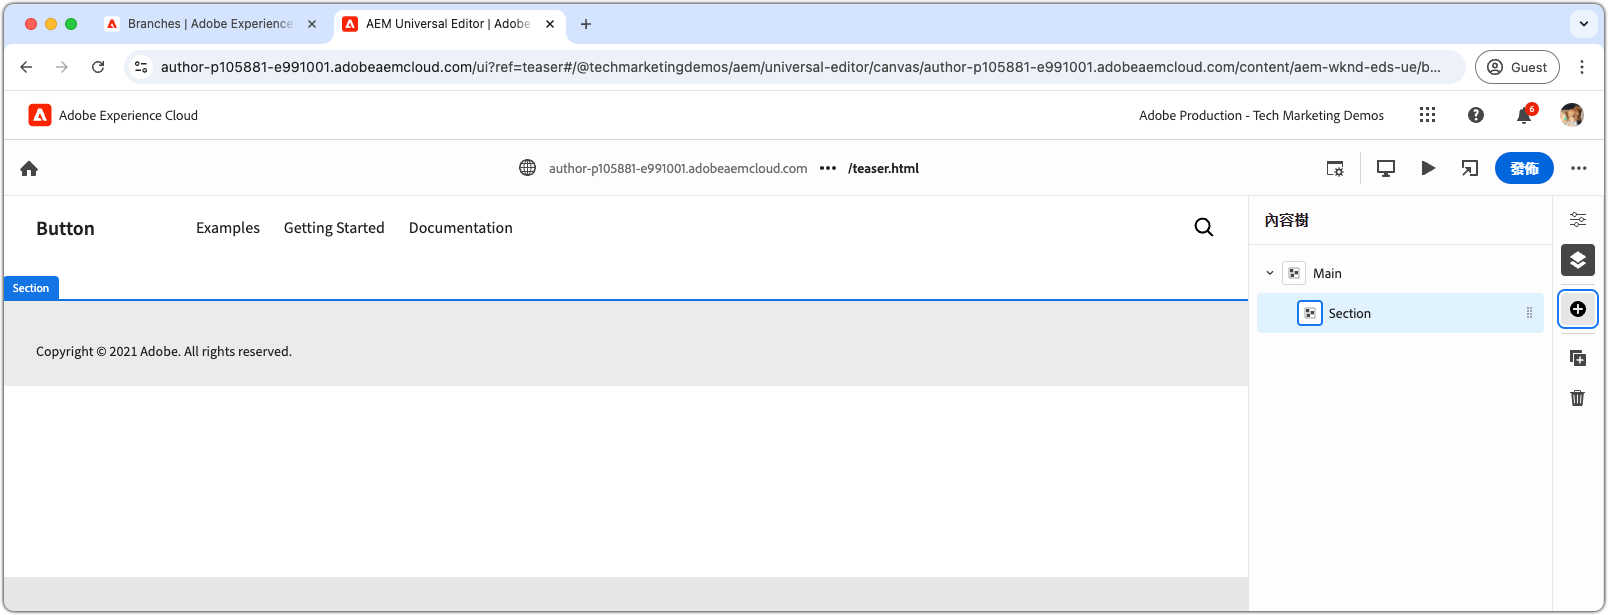 Branches | Adobe Experience
AEM Universal Editor | Adobe
author-p105881-e991001.adobeaemcloud.com/ui?ref=teaser#/@techmarketingdemos/aem/universal-editor/canvas/author-p105881-e991001.adobeaemcloud.com/content/aem-wknd-eds-ue/b...
Guest
Adobe Experience Cloud
Adobe Production - Tech Marketing Demos
6
author-p105881-e991001.adobeaemcloud.com ••• /teaser.html
發佈
Button
Examples
Getting Started
Documentation
內容樹
Main
Section
Section
Copyright © 2021 Adobe. All rights reserved.